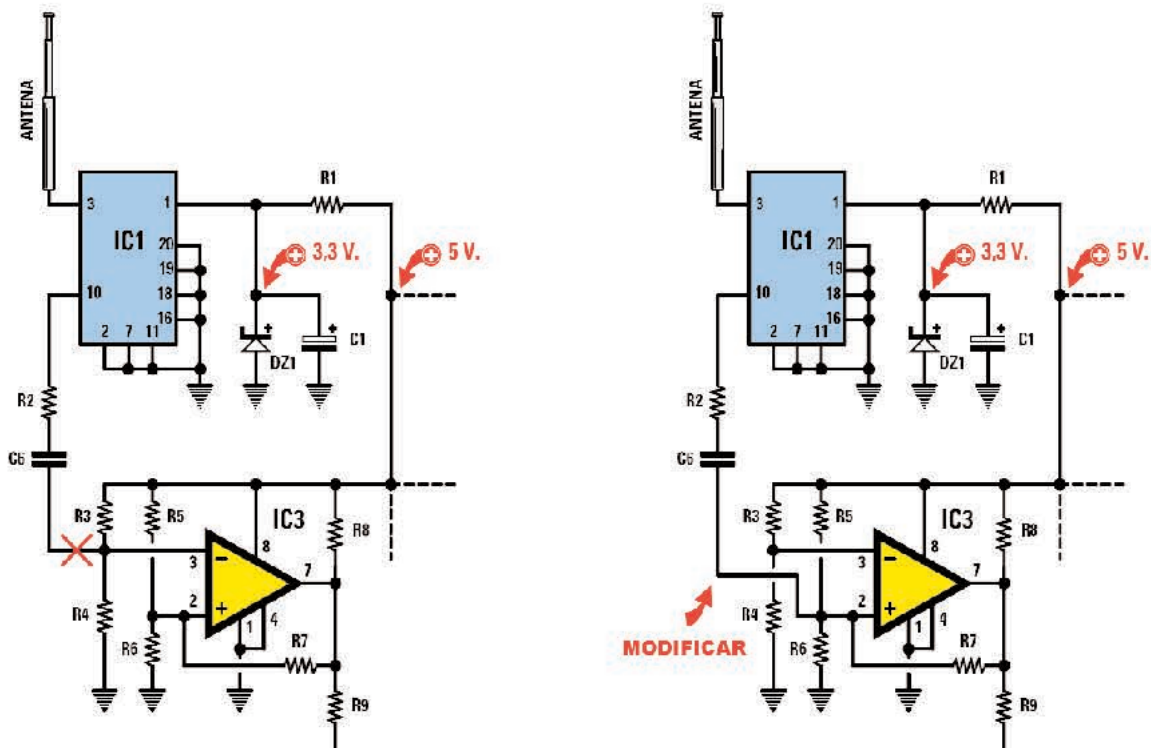 ANTENA
R1
3
1
IC1
20
19
18
16
10
2 7 11
3,3 V.
5 V.
+
C1
DZ1
R2
C6
R3
R5
IC3
R8
8
3
−
7
2
+
1
4
R4
R6
R7
R9
ANTENA
R1
3
1
IC1
20
19
18
16
10
2 7 11
3,3 V.
5 V.
+
C1
DZ1
R2
C6
R3
R5
IC3
R8
8
3
−
7
2
+
1
4
R4
R6
R7
R9
MODIFICAR